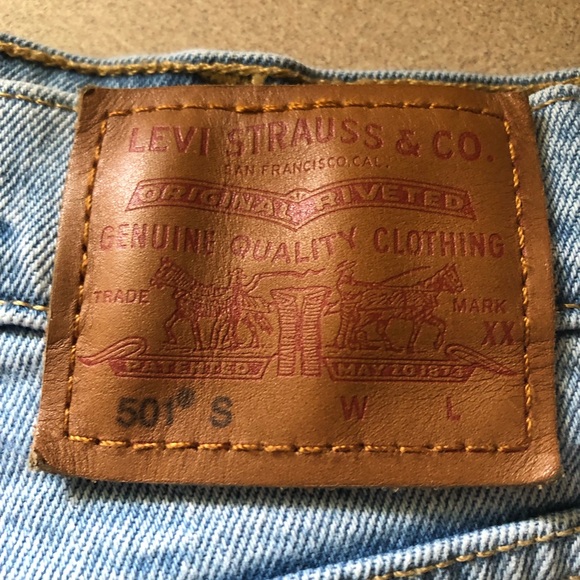 LEVI STRAUSS & CO.
SAN FRANCISCO, CAL.
ORIGINAL RIVETED
GENUINE QUALITY CLOTHING
TRADE MARK
XX
PATENTED MAY 20 1873
501® S W L